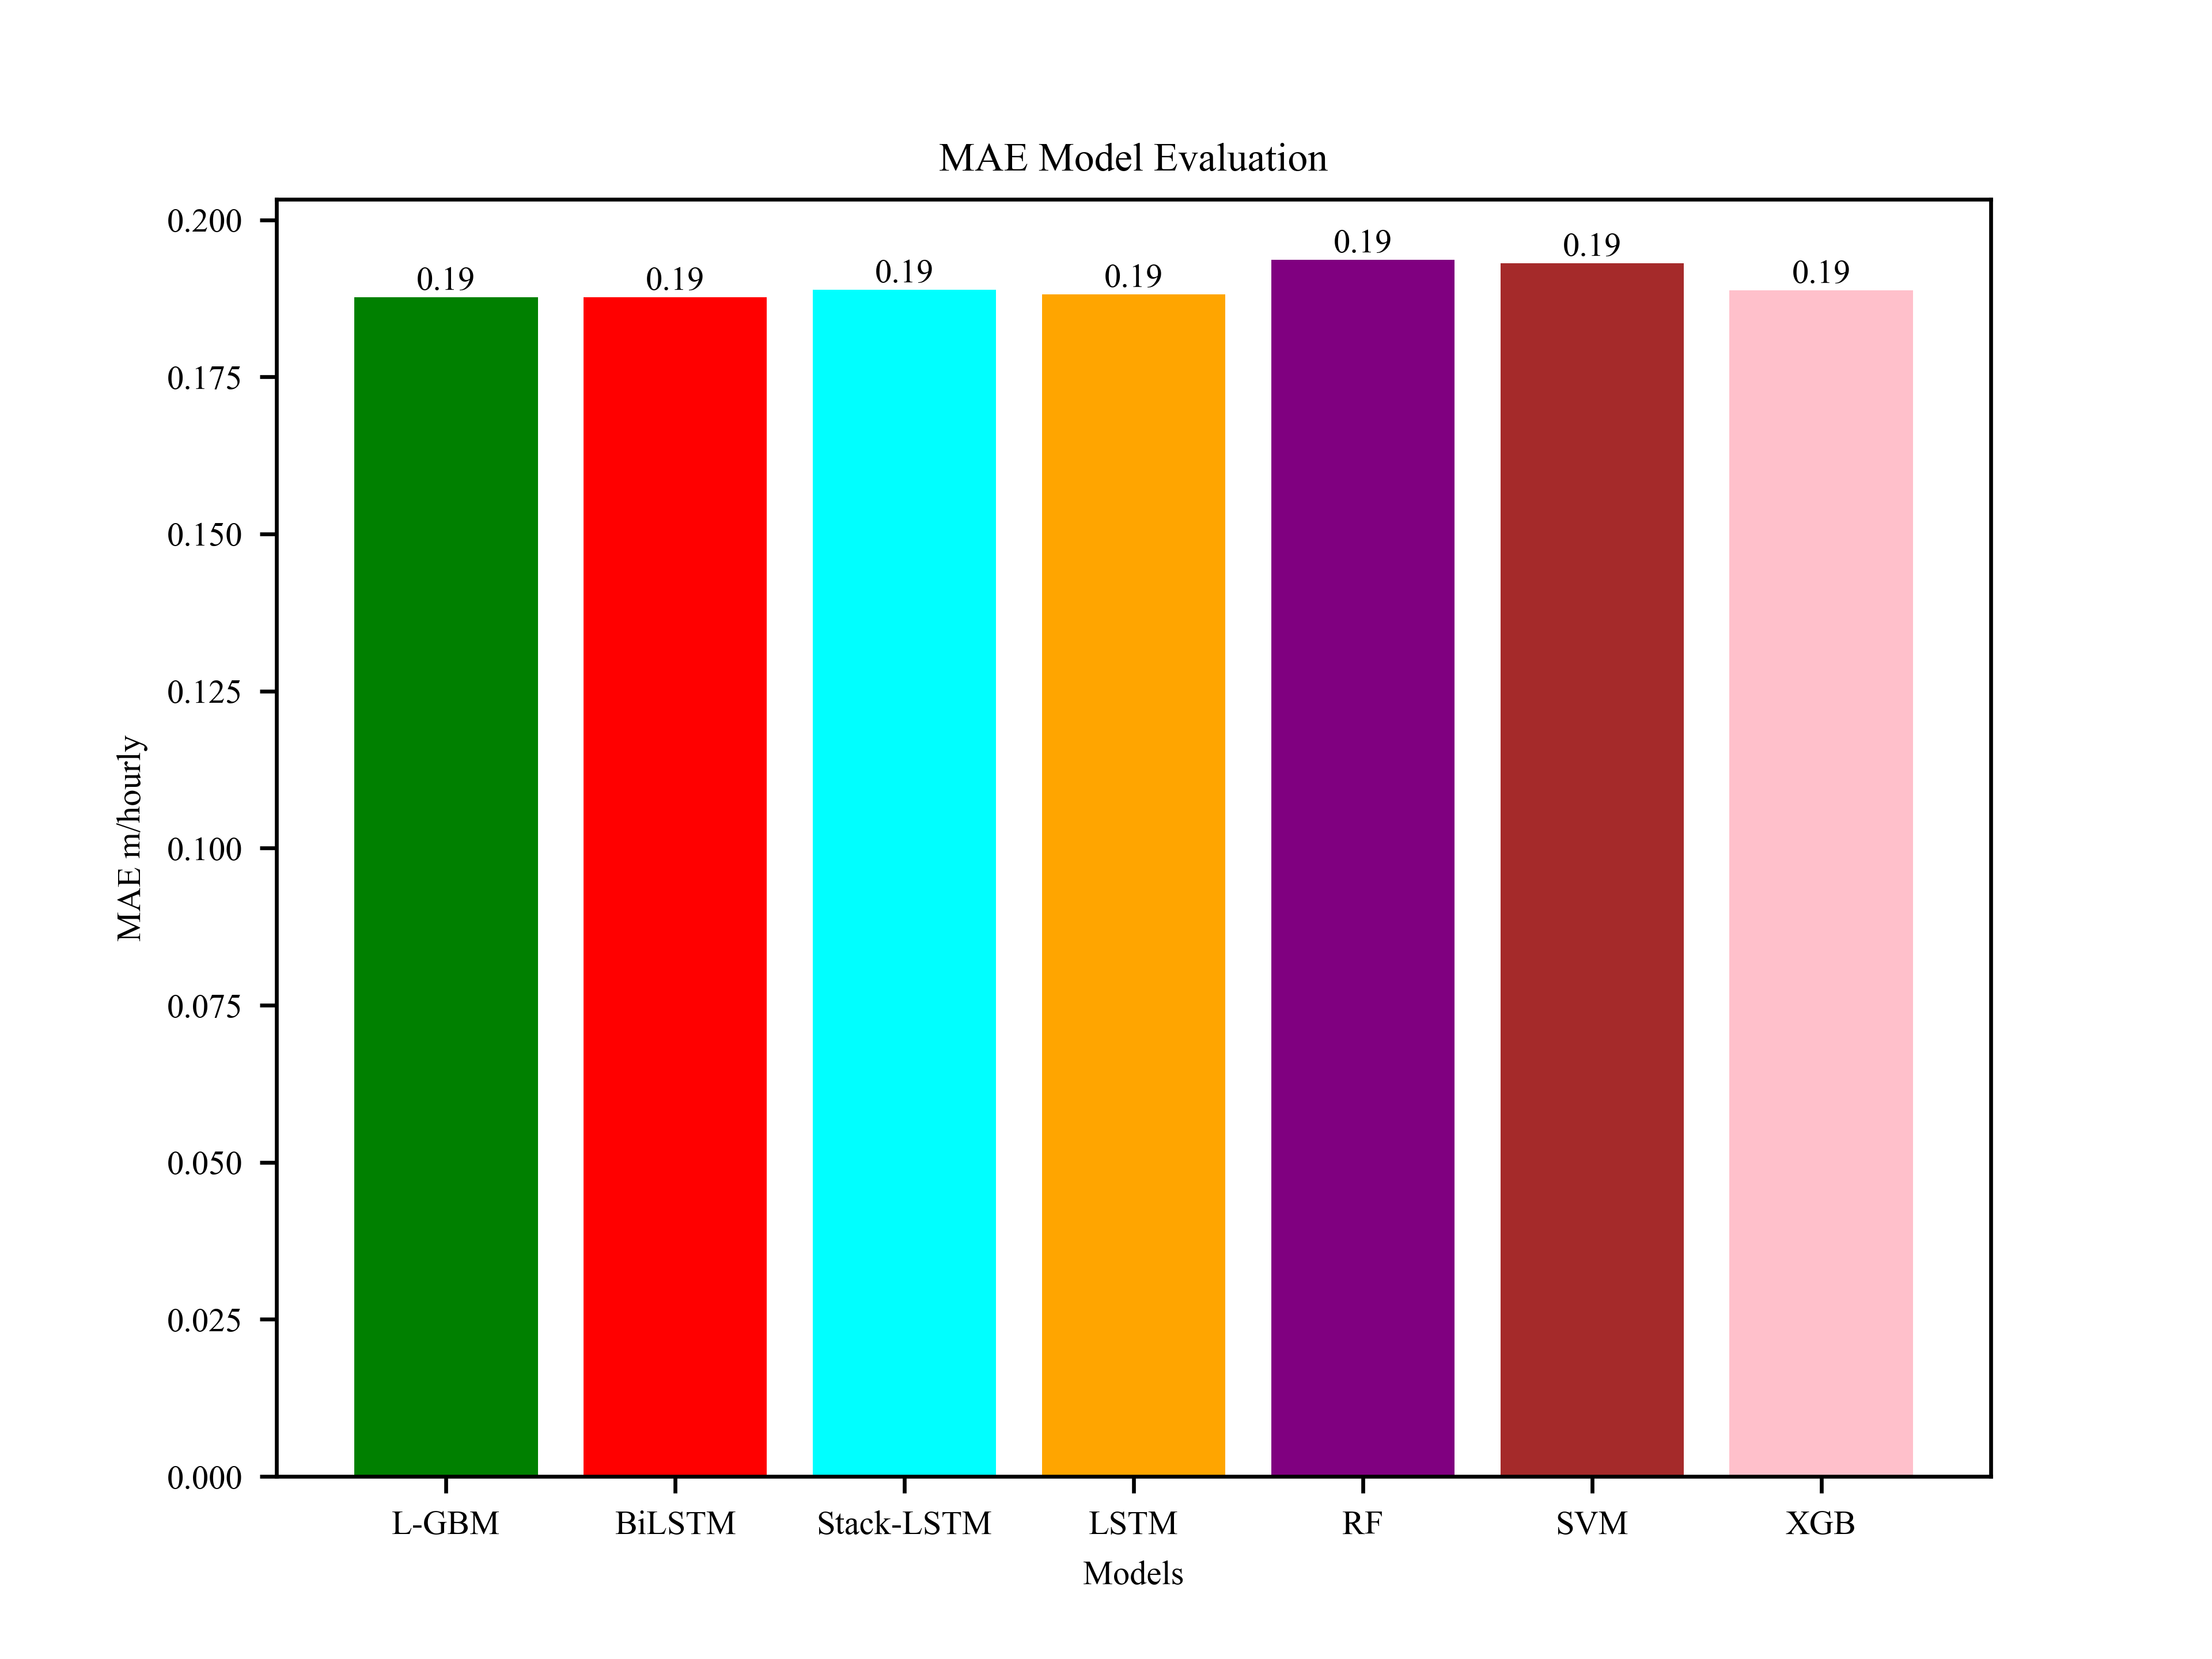 MAE Model Evaluation
0.200
0.175
0.150
0.125
0.100
0.075
0.050
0.025
0.000
MAE m/hourly
0.19 0.19 0.19 0.19 0.19 0.19 0.19
L-GBM BiLSTM Stack-LSTM LSTM RF SVM XGB
Models